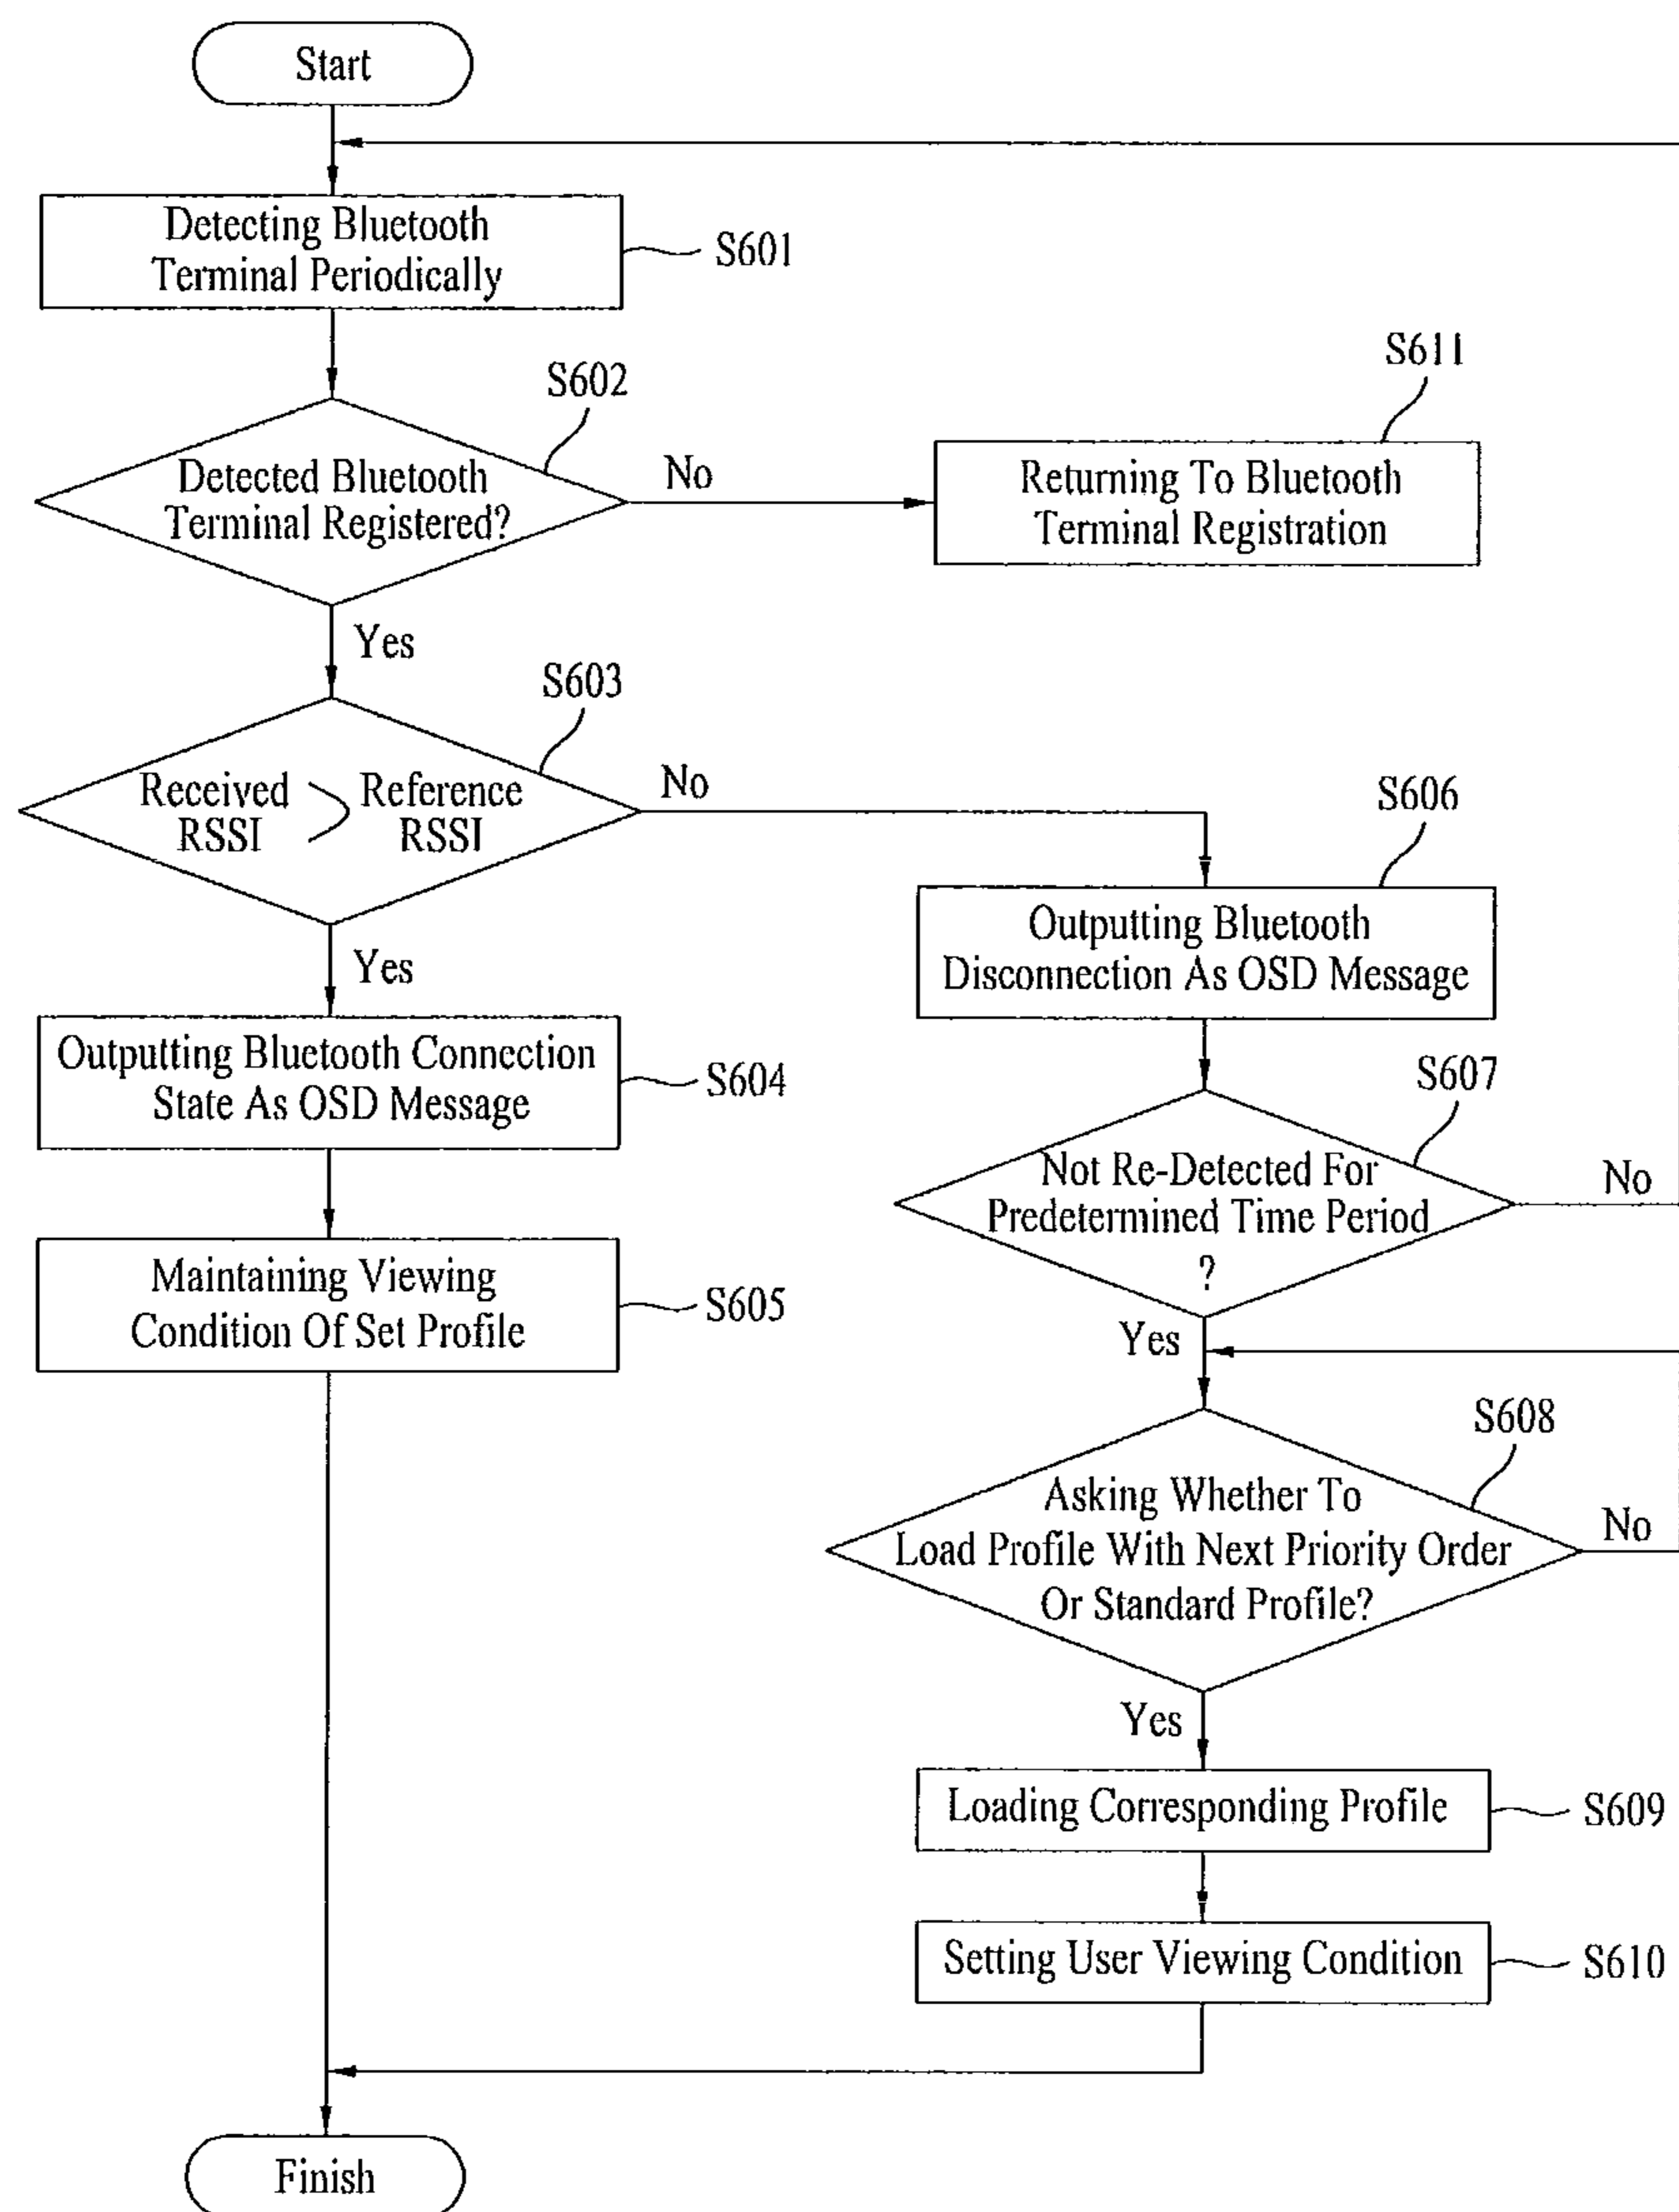 Start
Detecting Bluetooth
Terminal Periodically
S601
S602
Detected Bluetooth
Terminal Registered?
No
S611
Returning To Bluetooth
Terminal Registration
Yes
S603
Received > Reference
RSSI RSSI
No
Yes
S606
Outputting Bluetooth
Disconnection As OSD Message
Outputting Bluetooth Connection
State As OSD Message
S604
S607
Not Re-Detected For
Predetermined Time Period
?
No
Maintaining Viewing
Condition Of Set Profile
S605
Yes
S608
Asking Whether To
Load Profile With Next Priority Order
Or Standard Profile?
No
Yes
Loading Corresponding Profile
S609
Setting User Viewing Condition
S610
Finish